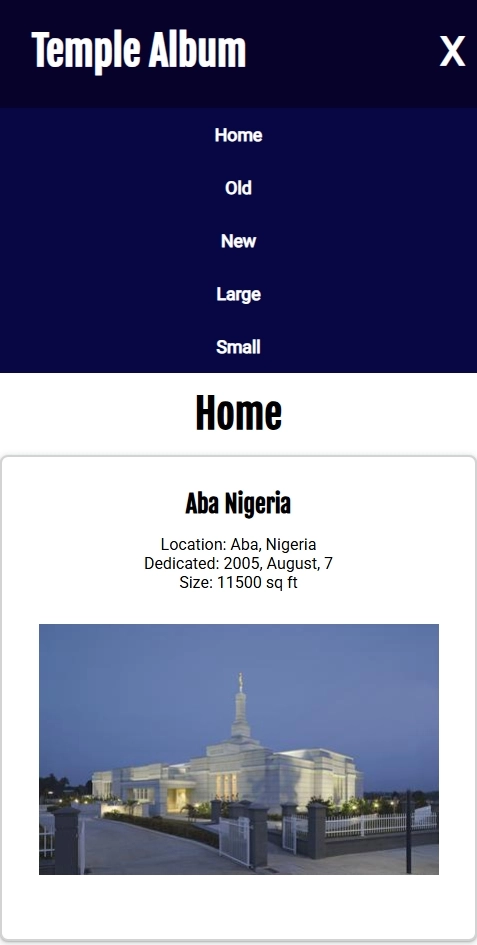 Temple Album
X
Home
Old
New
Large
Small
Home
Aba Nigeria
Location: Aba, Nigeria
Dedicated: 2005, August, 7
Size: 11500 sq ft